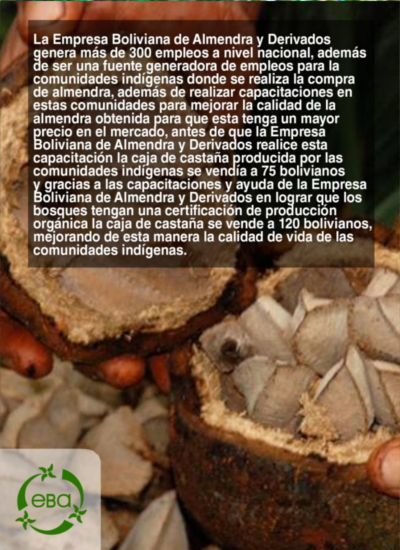 La Empresa Boliviana de Almendra y Derivados
genera más de 300 empleos a nivel nacional, además
de ser una fuente generadora de empleos para la
comunidades indígenas donde se realiza la compra
de almendra, además de realizar capacitaciones en
estas comunidades para mejorar la calidad de la
almendra obtenida para que esta tenga un mayor
precio en el mercado, antes de que la Empresa
Boliviana de Almendra y Derivados realice esta
capacitación la caja de castaña producida por las
comunidades indígenas se vendía a 75 bolivianos
y gracias a las capacitaciones y ayuda de la Empresa
Boliviana de Almendra y Derivados en lograr que los
bosques tengan una certificación de producción
orgánica la caja de castaña se vende a 120 bolivianos,
mejorando de esta manera la calidad de vida de las
comunidades indígenas.
eBa